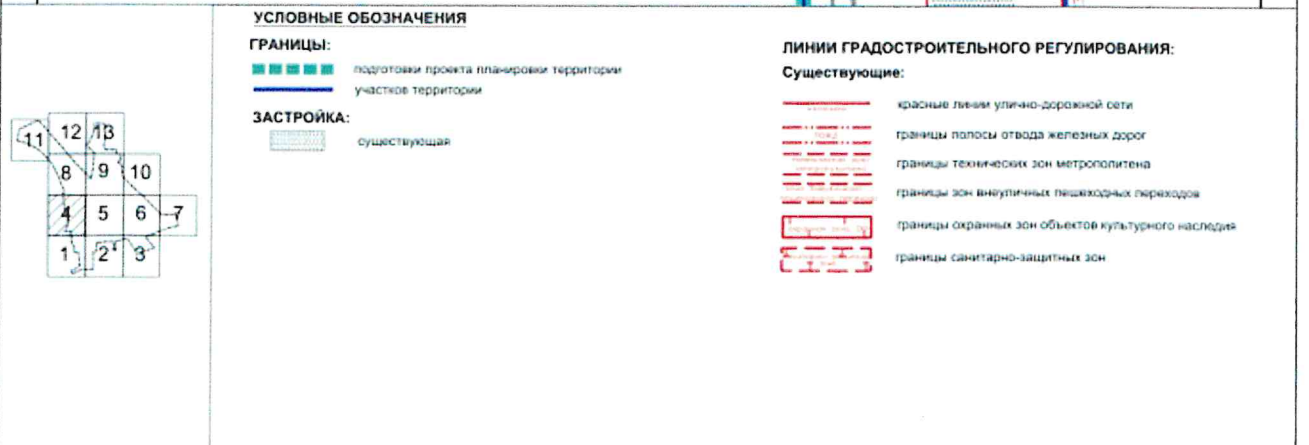 УСЛОВНЫЕ ОБОЗНАЧЕНИЯ
ГРАНИЦЫ:
подготовки проекта планировки территории
участков территории
ЗАСТРОЙКА:
существующая
11 12 13
8 9 10
4 5 6 7
1 2 3
ЛИНИИ ГРАДОСТРОИТЕЛЬНОГО РЕГУЛИРОВАНИЯ:
Существующие:
красные линии улично-дорожной сети
границы полосы отвода железных дорог
границы технических зон метрополитена
границы зон внеуличных пешеходных переходов
границы охранных зон объектов культурного наследия
границы санитарно-защитных зон